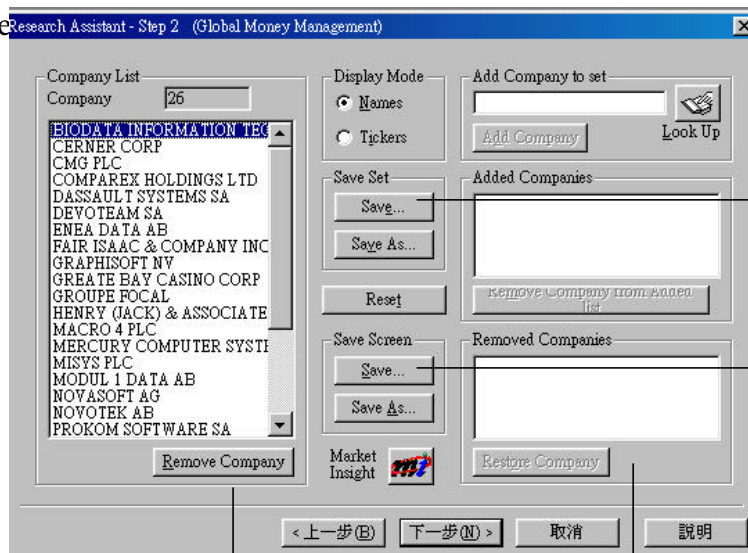 e
Research Assistant - Step 2 (Global Money Management)
Company List
Company 26
BIODATA INFORMATION TEC
CERNER CORP
CMG PLC
COMPAREX HOLDINGS LTD
DASSAULT SYSTEMS SA
DEVOTEAM SA
ENEA DATA AB
FAIR ISAAC & COMPANY INC
GRAPHISOFT NV
GREATE BAY CASINO CORP
GROUPE FOCAL
HENRY (JACK) & ASSOCIATE
MACRO 4 PLC
MERCURY COMPUTER SYSTE
MISYS PLC
MODUL 1 DATA AB
NOVASOFT AG
NOVOTEK AB
PROKOM SOFTWARE SA
Remove Company
Display Mode
Names
Tickers
Save Set
Save...
Save As...
Reset
Save Screen
Save...
Save As...
Market
Insight
mi
Add Company to set
Add Company
Look Up
Added Companies
Remove Company from Added
list
Removed Companies
Restore Company
<上一步(B)
下一步(N) >
取消
說明